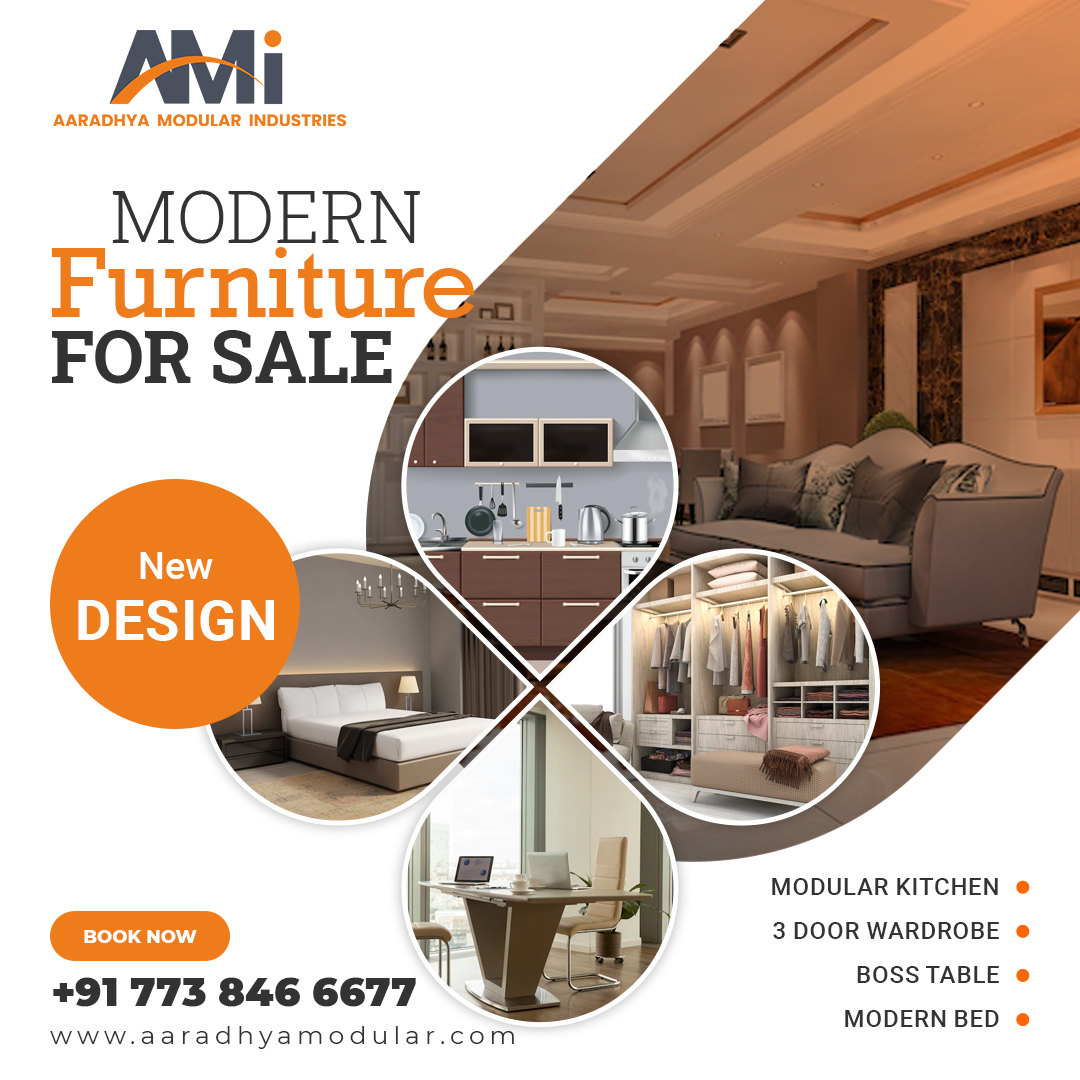 AMi
AARADHYA MODULAR INDUSTRIES
MODERN
Furniture
FOR SALE
New
DESIGN
MODULAR KITCHEN
3 DOOR WARDROBE
BOSS TABLE
MODERN BED
BOOK NOW
+91 773 846 6677
www.aaradhyamodular.com